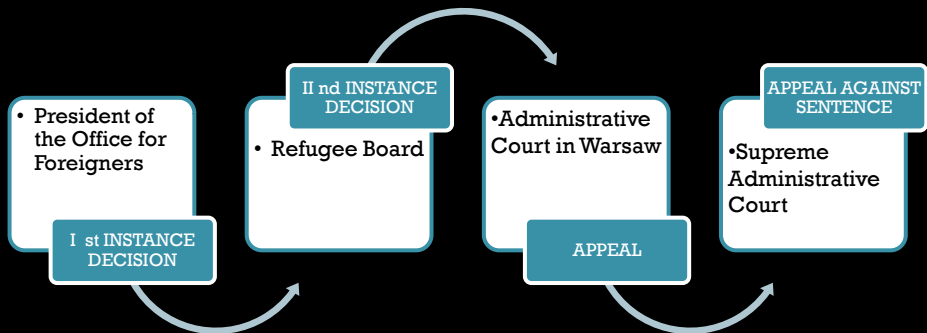 • President of
the Office for
Foreigners
I st INSTANCE
DECISION
II nd INSTANCE
DECISION
• Refugee Board
•Administrative
Court in Warsaw
APPEAL
APPEAL AGAINST
SENTENCE
•Supreme
Administrative
Court